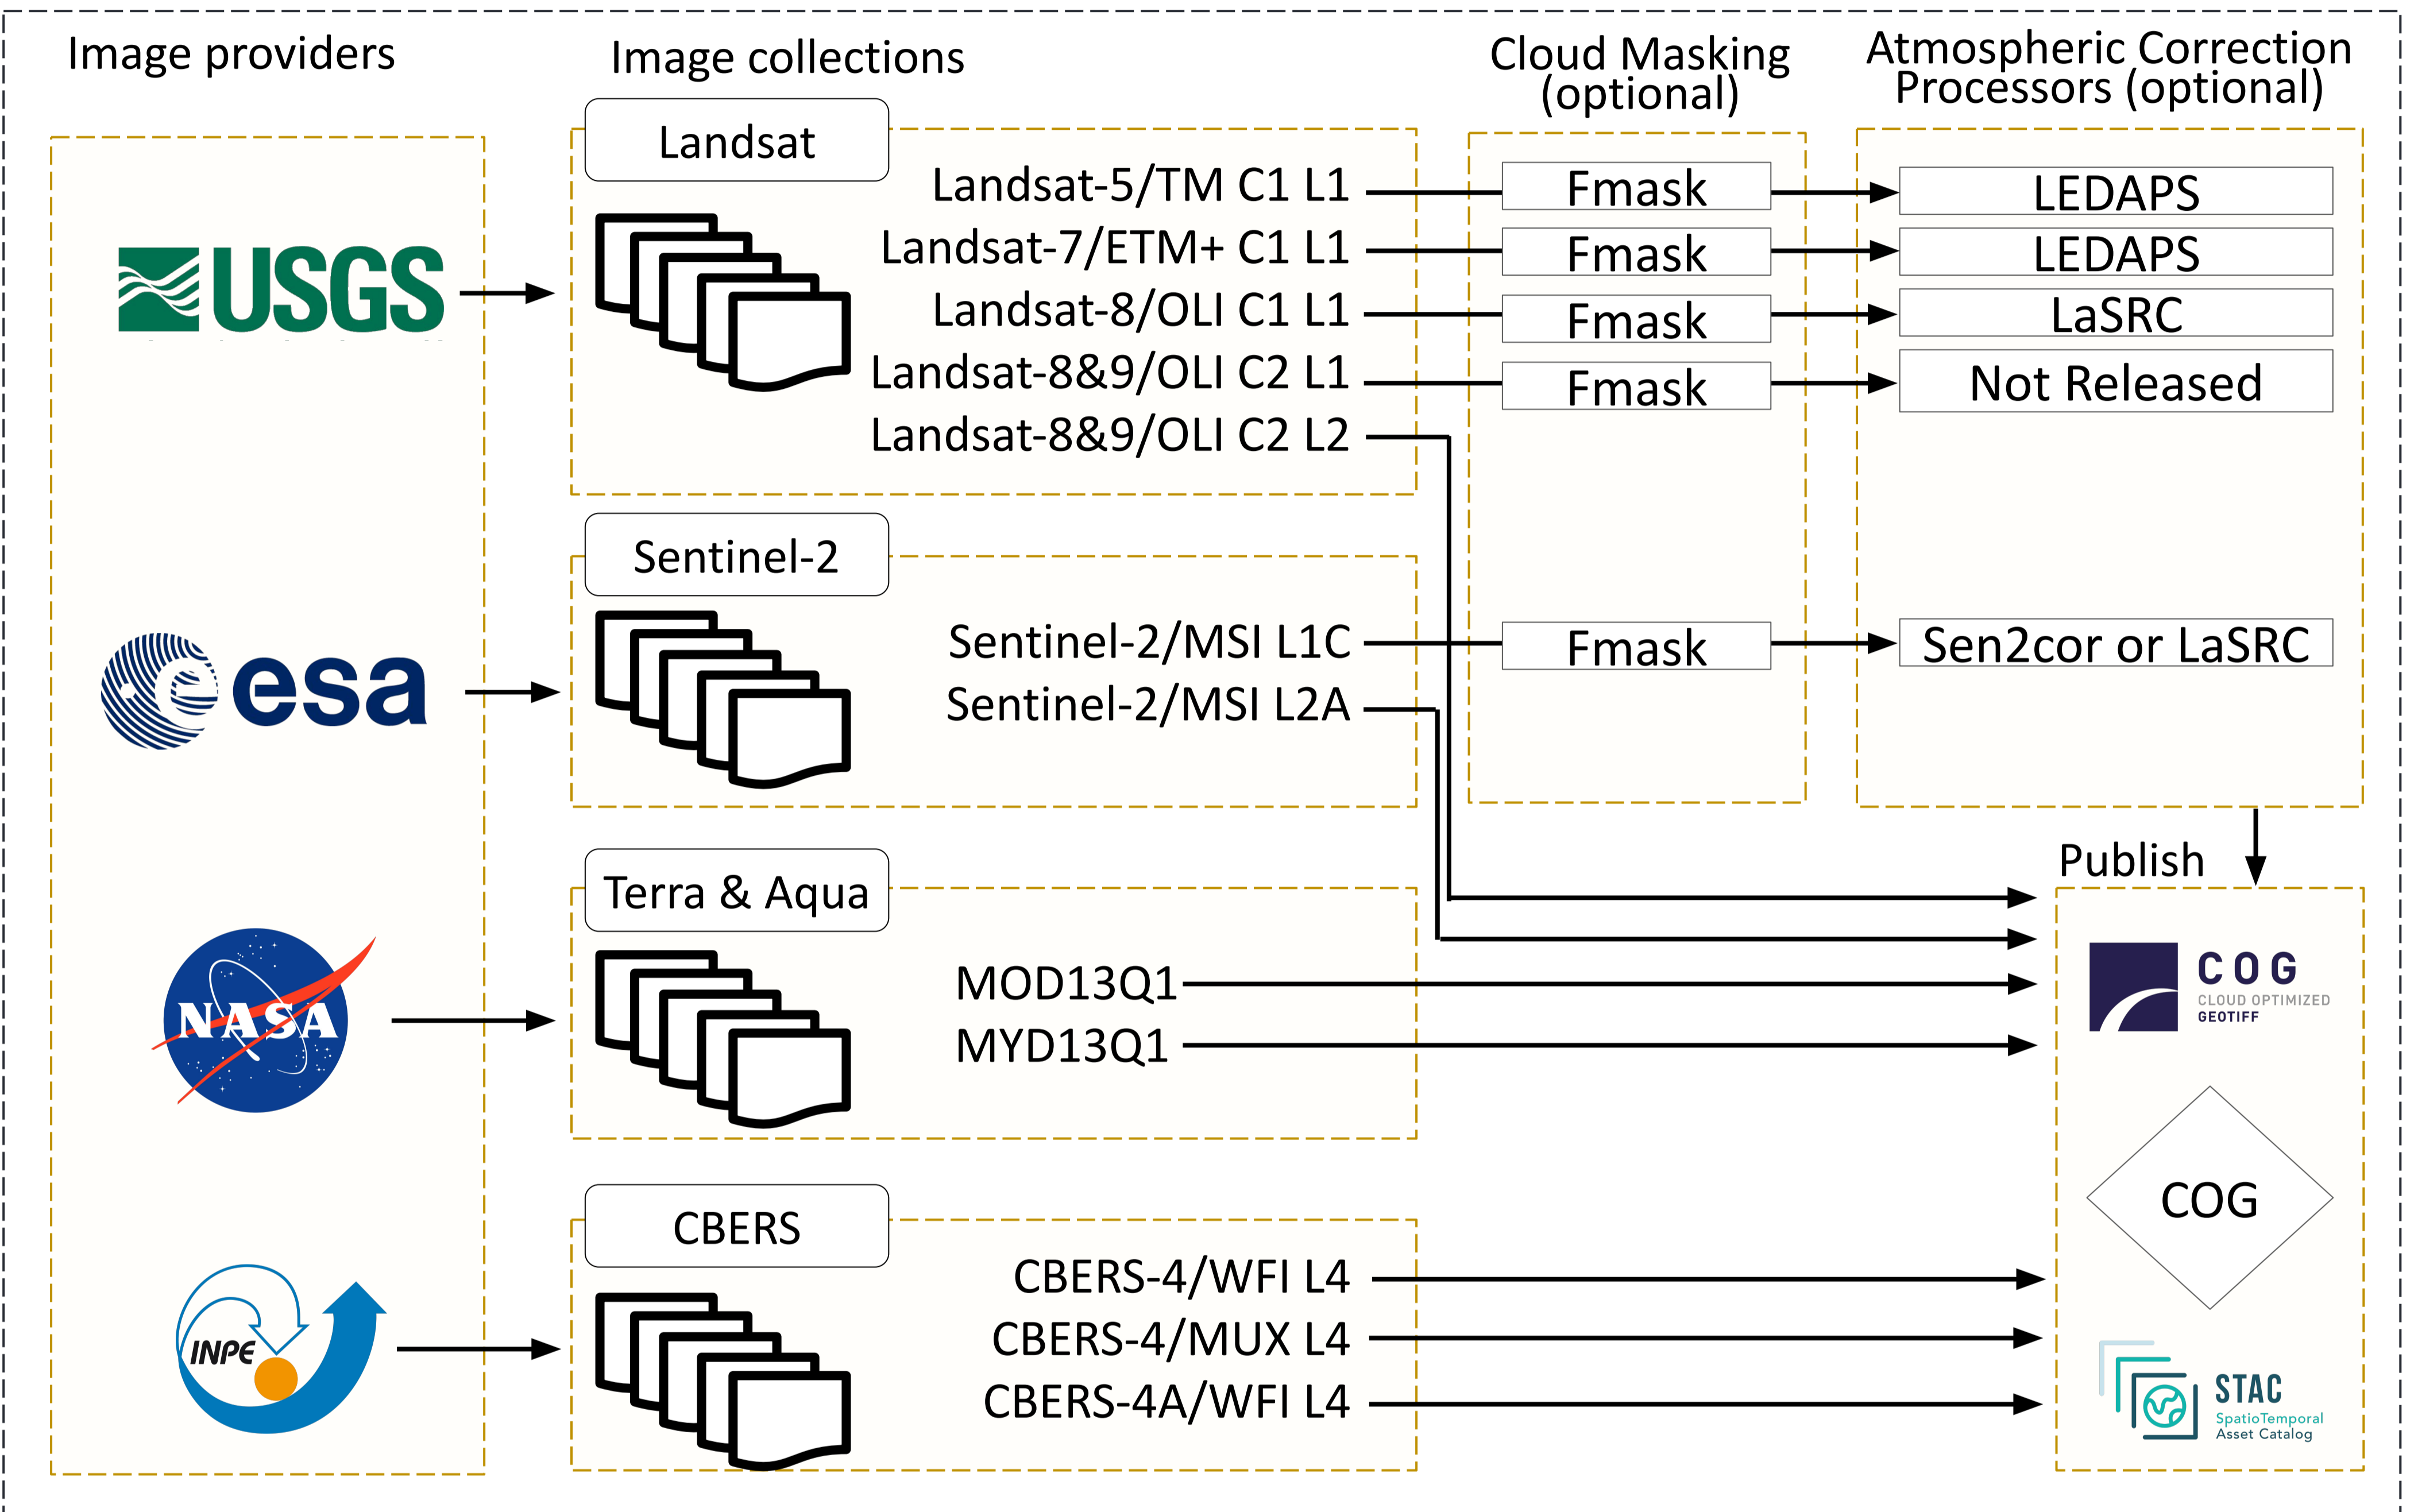 Image providers
Image collections
Cloud Masking
(optional)
Atmospheric Correction
Processors (optional)
USGS
esa
NASA
INPE
Landsat
Landsat-5/TM C1 L1
Landsat-7/ETM+ C1 L1
Landsat-8/OLI C1 L1
Landsat-8&9/OLI C2 L1
Landsat-8&9/OLI C2 L2
Fmask
Fmask
Fmask
Fmask
LEDAPS
LEDAPS
LaSRC
Not Released
Sentinel-2
Sentinel-2/MSI L1C
Sentinel-2/MSI L2A
Fmask
Sen2cor or LaSRC
Terra & Aqua
MOD13Q1
MYD13Q1
CBERS
CBERS-4/WFI L4
CBERS-4/MUX L4
CBERS-4A/WFI L4
Publish
COG
CLOUD OPTIMIZED
GEOTIFF
COG
STAC
SpatioTemporal
Asset Catalog